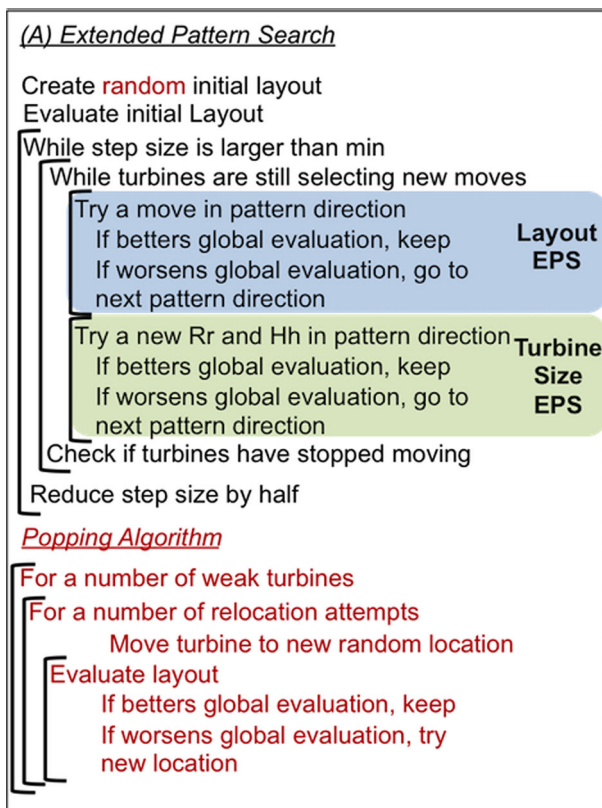 (A) Extended Pattern Search
Create random initial layout
Evaluate initial Layout
While step size is larger than min
While turbines are still selecting new moves
Try a move in pattern direction
If betters global evaluation, keep
If worsens global evaluation, go to
next pattern direction
Layout
EPS
Try a new Rr and Hh in pattern direction
If betters global evaluation, keep
If worsens global evaluation, go to
next pattern direction
Turbine
Size
EPS
Check if turbines have stopped moving
Reduce step size by half
Popping Algorithm
For a number of weak turbines
For a number of relocation attempts
Move turbine to new random location
Evaluate layout
If betters global evaluation, keep
If worsens global evaluation, try
new location